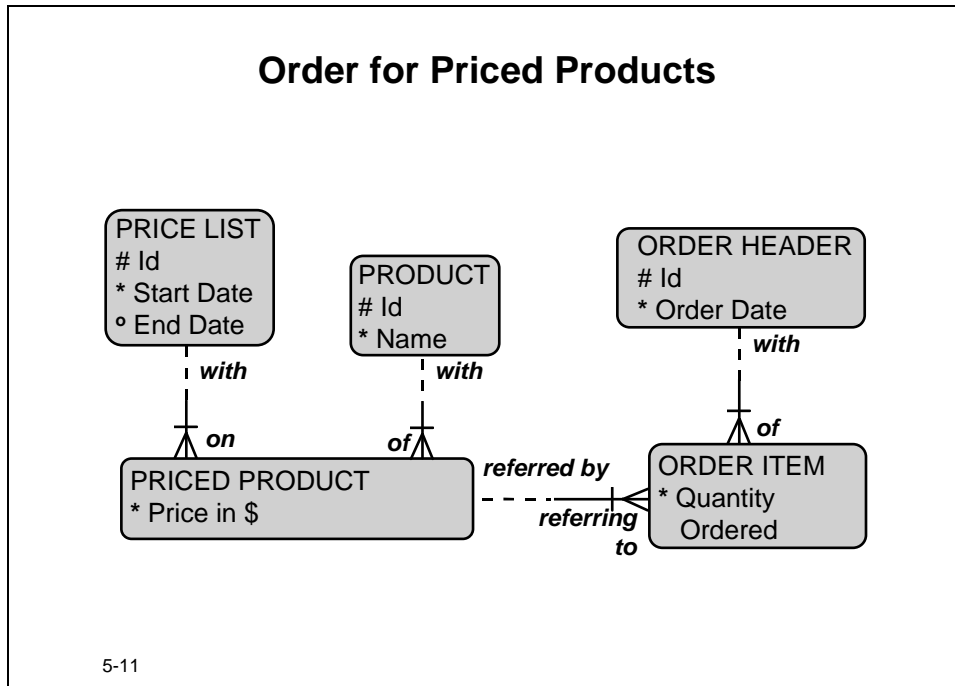 Order for Priced Products
PRICE LIST
# Id
* Start Date
º End Date
with
on
PRODUCT
# Id
* Name
with
of
ORDER HEADER
# Id
* Order Date
with
of
PRICED PRODUCT
* Price in $
referred by
referring
to
ORDER ITEM
* Quantity
Ordered
5-11